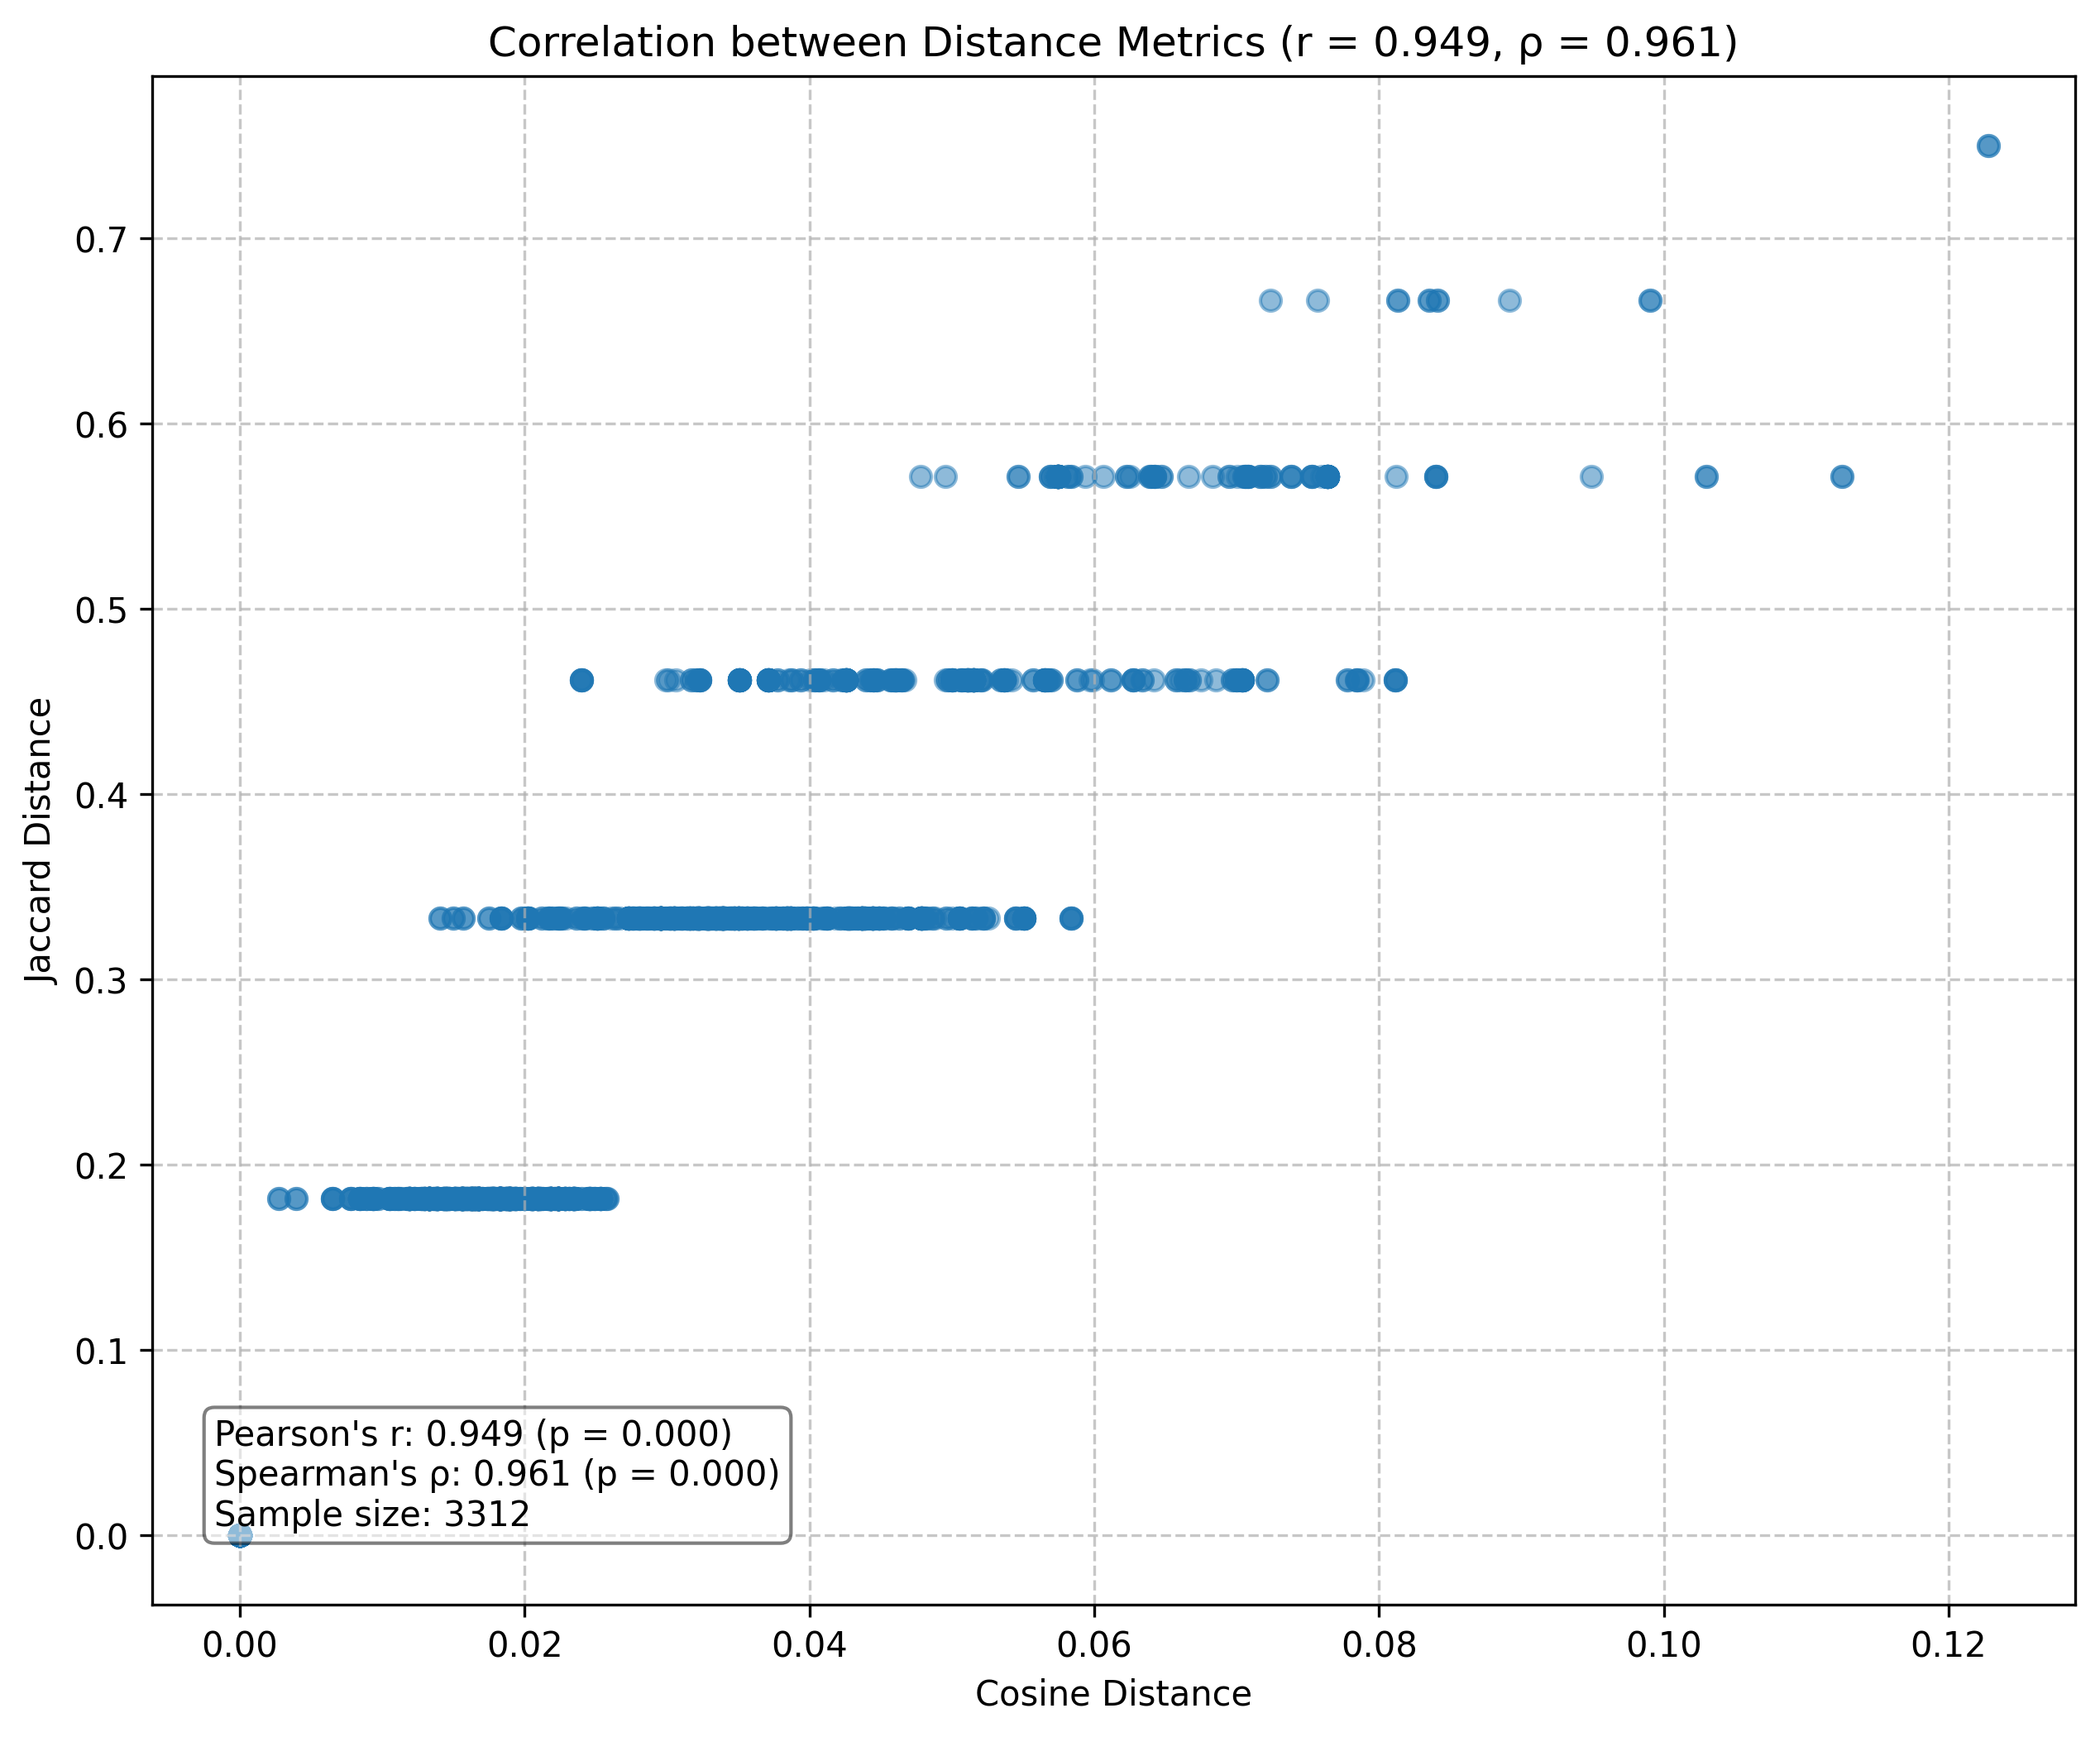 Correlation between Distance Metrics (r = 0.949, ρ = 0.961)
Jaccard Distance
0.7
0.6
0.5
0.4
0.3
0.2
0.1
0.0
Pearson's r: 0.949 (p = 0.000)
Spearman's ρ: 0.961 (p = 0.000)
Sample size: 3312
0.00 0.02 0.04 0.06 0.08 0.10 0.12
Cosine Distance